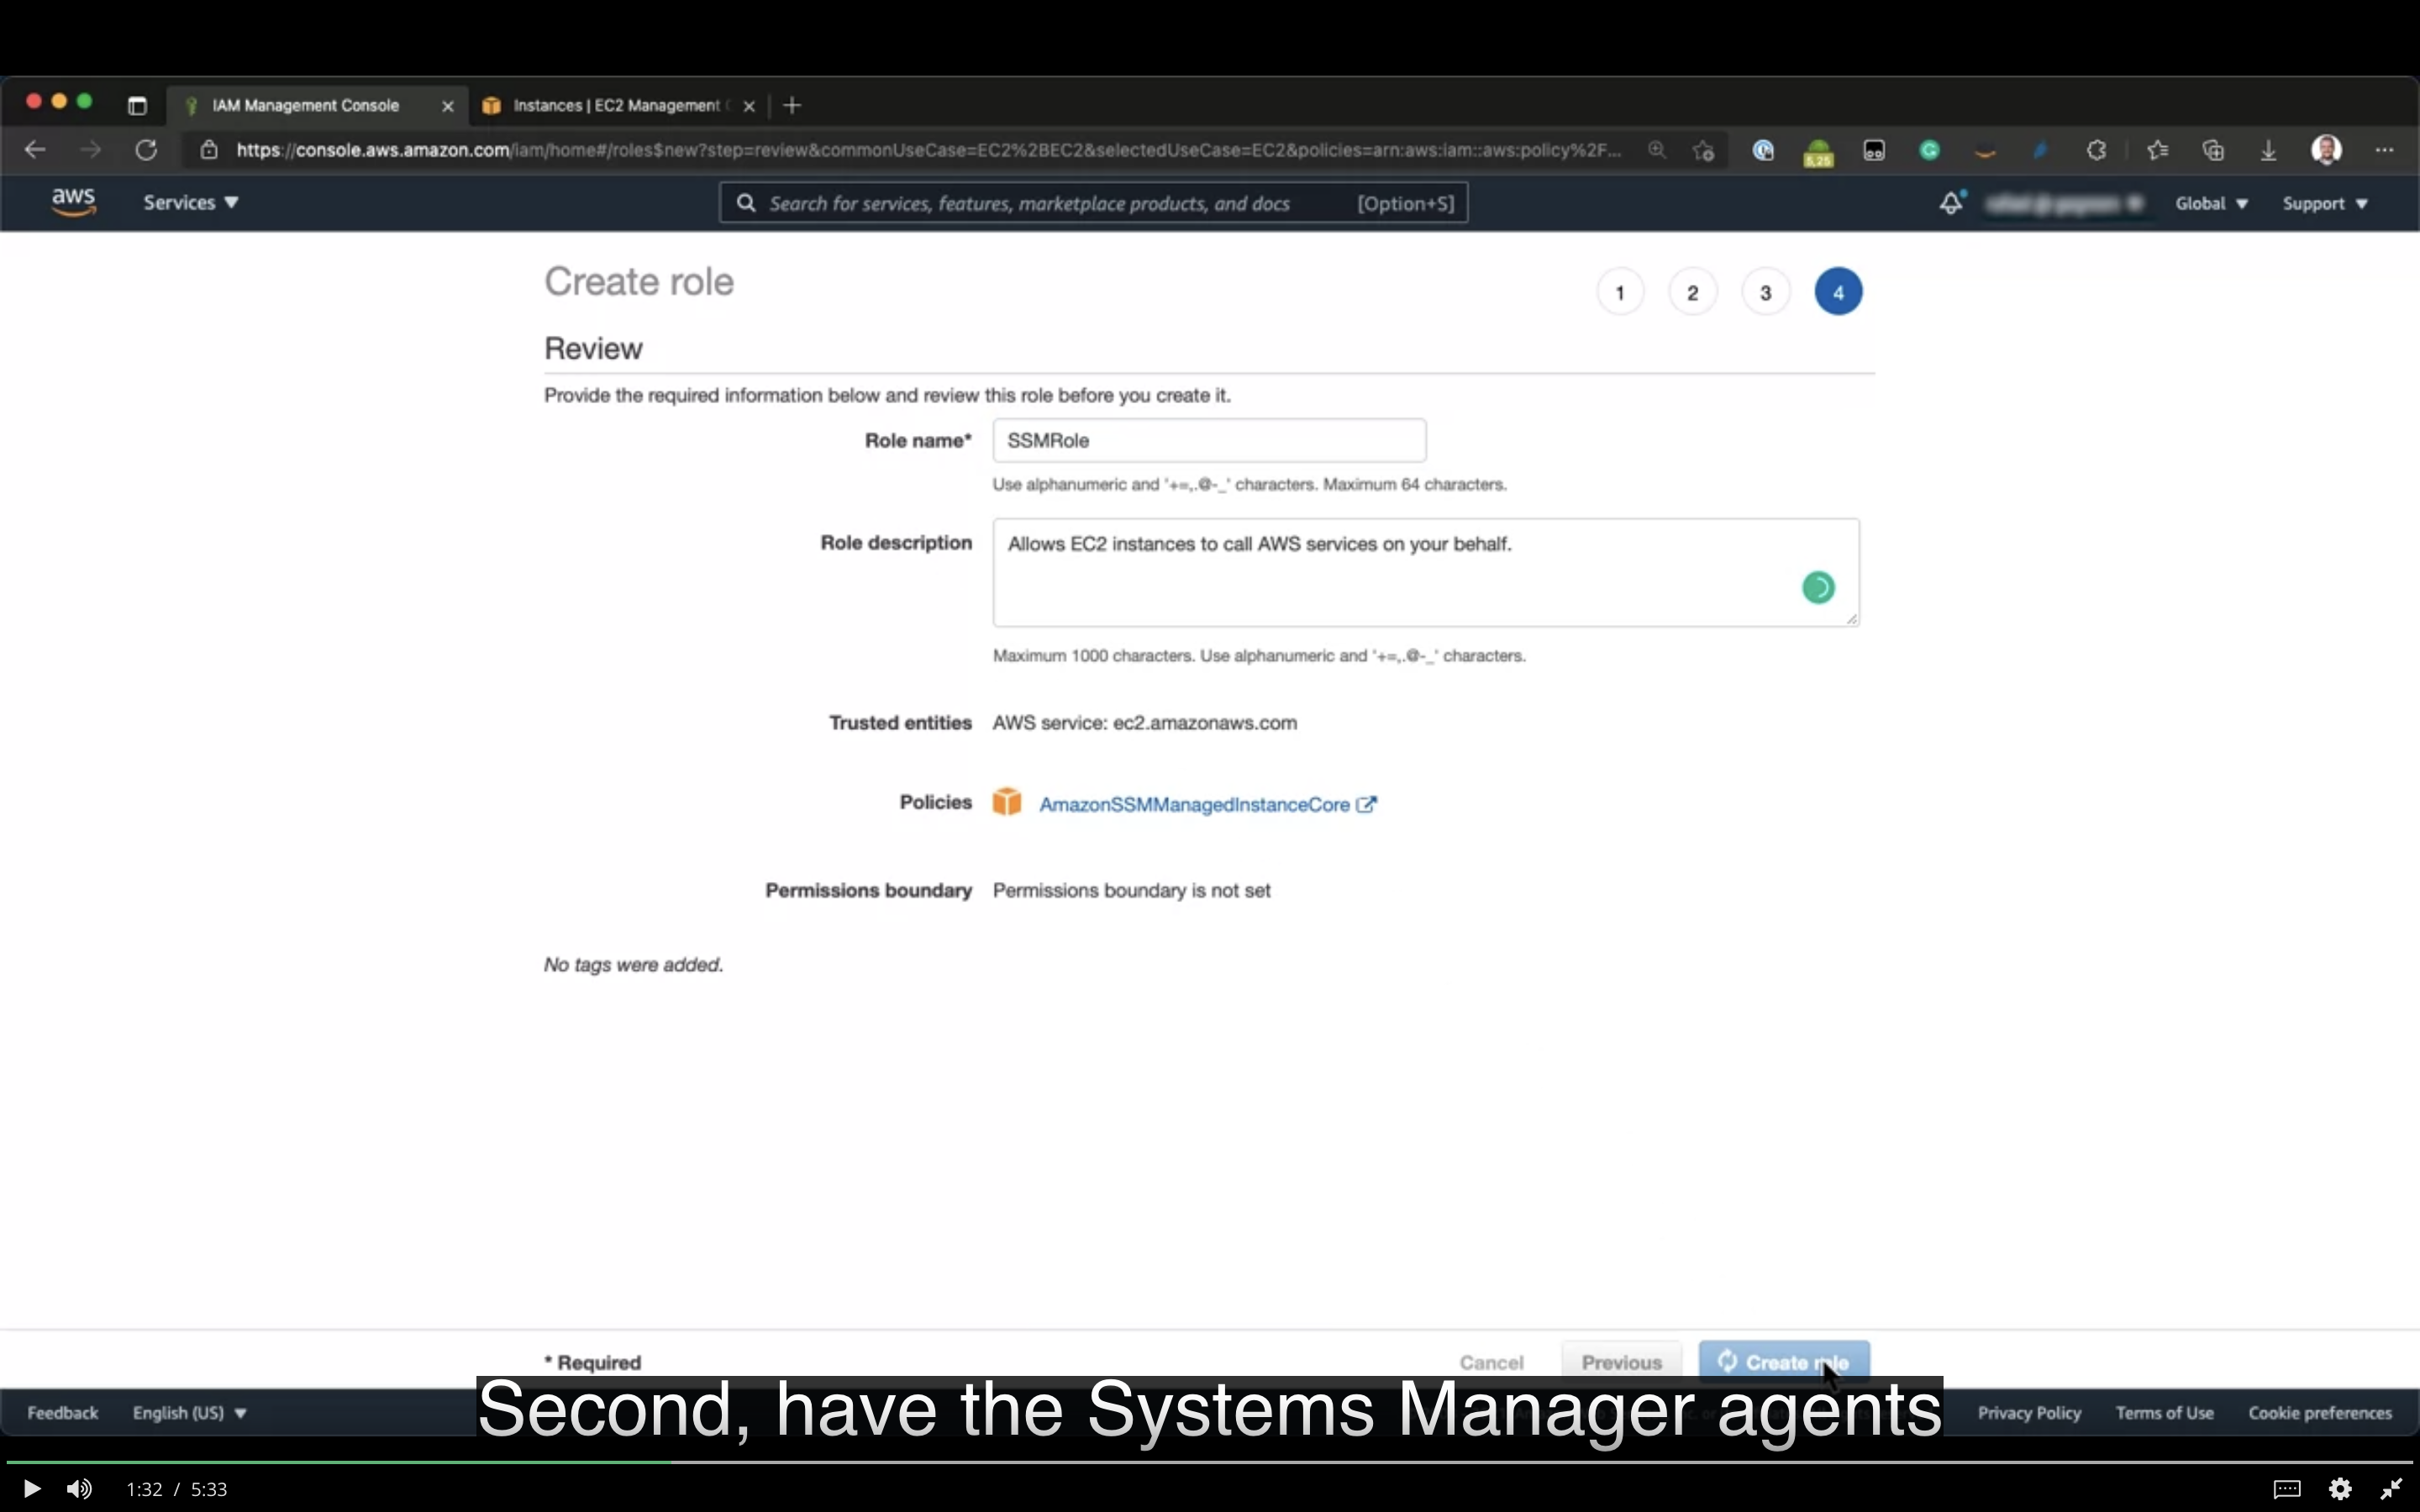 IAM Management Console
Instances | EC2 Management
https://console.aws.amazon.com/iam/home#/roles$new?step=review&commonUseCase=EC2%2BEC2&selectedUseCase=EC2&policies=arn:aws:iam::aws:policy%2F...
5,25
aws
Services
Search for services, features, marketplace products, and docs
[Option+S]
Global
Support
Create role
1
2
3
4
Review
Provide the required information below and review this role before you create it.
Role name*
SSMRole
Use alphanumeric and '+=,.@-_' characters. Maximum 64 characters.
Role description
Allows EC2 instances to call AWS services on your behalf.
Maximum 1000 characters. Use alphanumeric and '+=,.@-_' characters.
Trusted entities
AWS service: ec2.amazonaws.com
Policies
AmazonSSMManagedInstanceCore
Permissions boundary
Permissions boundary is not set
No tags were added.
* Required
Cancel
Previous
Create role
Second, have the Systems Manager agents
Feedback
English (US)
Privacy Policy
Terms of Use
Cookie preferences
1:32 / 5:33